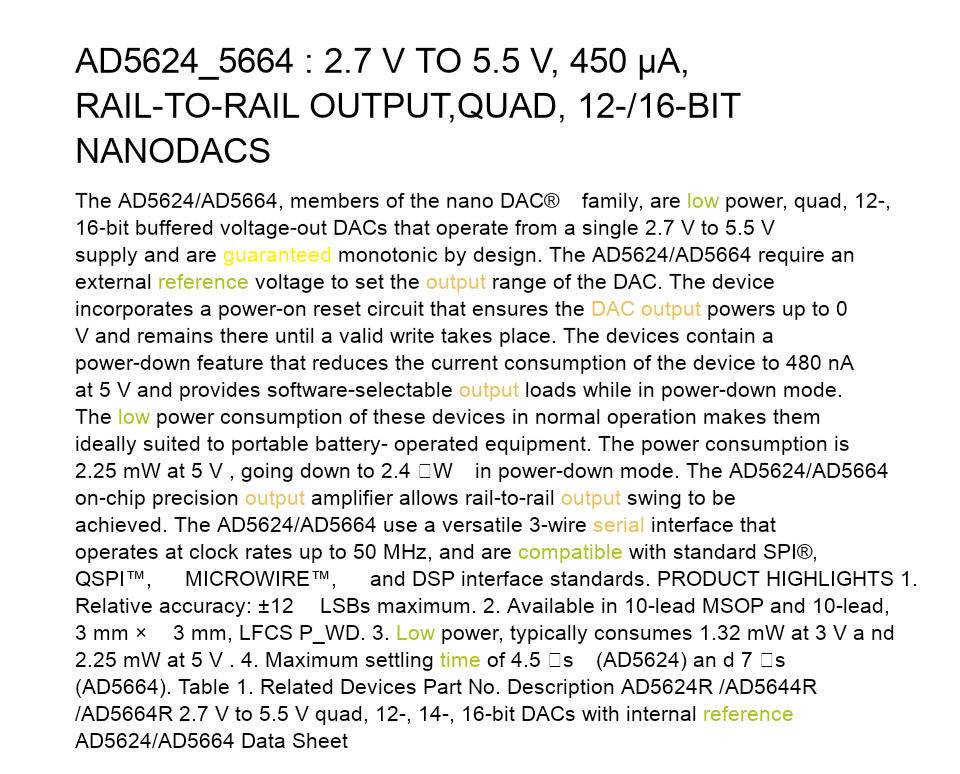 AD5624_5664 : 2.7 V TO 5.5 V, 450 µA,
RAIL-TO-RAIL OUTPUT,QUAD, 12-/16-BIT
NANODACS
The AD5624/AD5664, members of the nano DAC® family, are low power, quad, 12-,
16-bit buffered voltage-out DACs that operate from a single 2.7 V to 5.5 V
supply and are guaranteed monotonic by design. The AD5624/AD5664 require an
external reference voltage to set the output range of the DAC. The device
incorporates a power-on reset circuit that ensures the DAC output powers up to 0
V and remains there until a valid write takes place. The devices contain a
power-down feature that reduces the current consumption of the device to 480 nA
at 5 V and provides software-selectable output loads while in power-down mode.
The low power consumption of these devices in normal operation makes them
ideally suited to portable battery- operated equipment. The power consumption is
2.25 mW at 5 V , going down to 2.4 □W in power-down mode. The AD5624/AD5664
on-chip precision output amplifier allows rail-to-rail output swing to be
achieved. The AD5624/AD5664 use a versatile 3-wire serial interface that
operates at clock rates up to 50 MHz, and are compatible with standard SPI®,
QSPI™, MICROWIRE™, and DSP interface standards. PRODUCT HIGHLIGHTS 1.
Relative accuracy: ±12 LSBs maximum. 2. Available in 10-lead MSOP and 10-lead,
3 mm × 3 mm, LFCS P_WD. 3. Low power, typically consumes 1.32 mW at 3 V a nd
2.25 mW at 5 V . 4. Maximum settling time of 4.5 □s (AD5624) an d 7 □s
(AD5664). Table 1. Related Devices Part No. Description AD5624R /AD5644R
/AD5664R 2.7 V to 5.5 V quad, 12-, 14-, 16-bit DACs with internal reference
AD5624/AD5664 Data Sheet